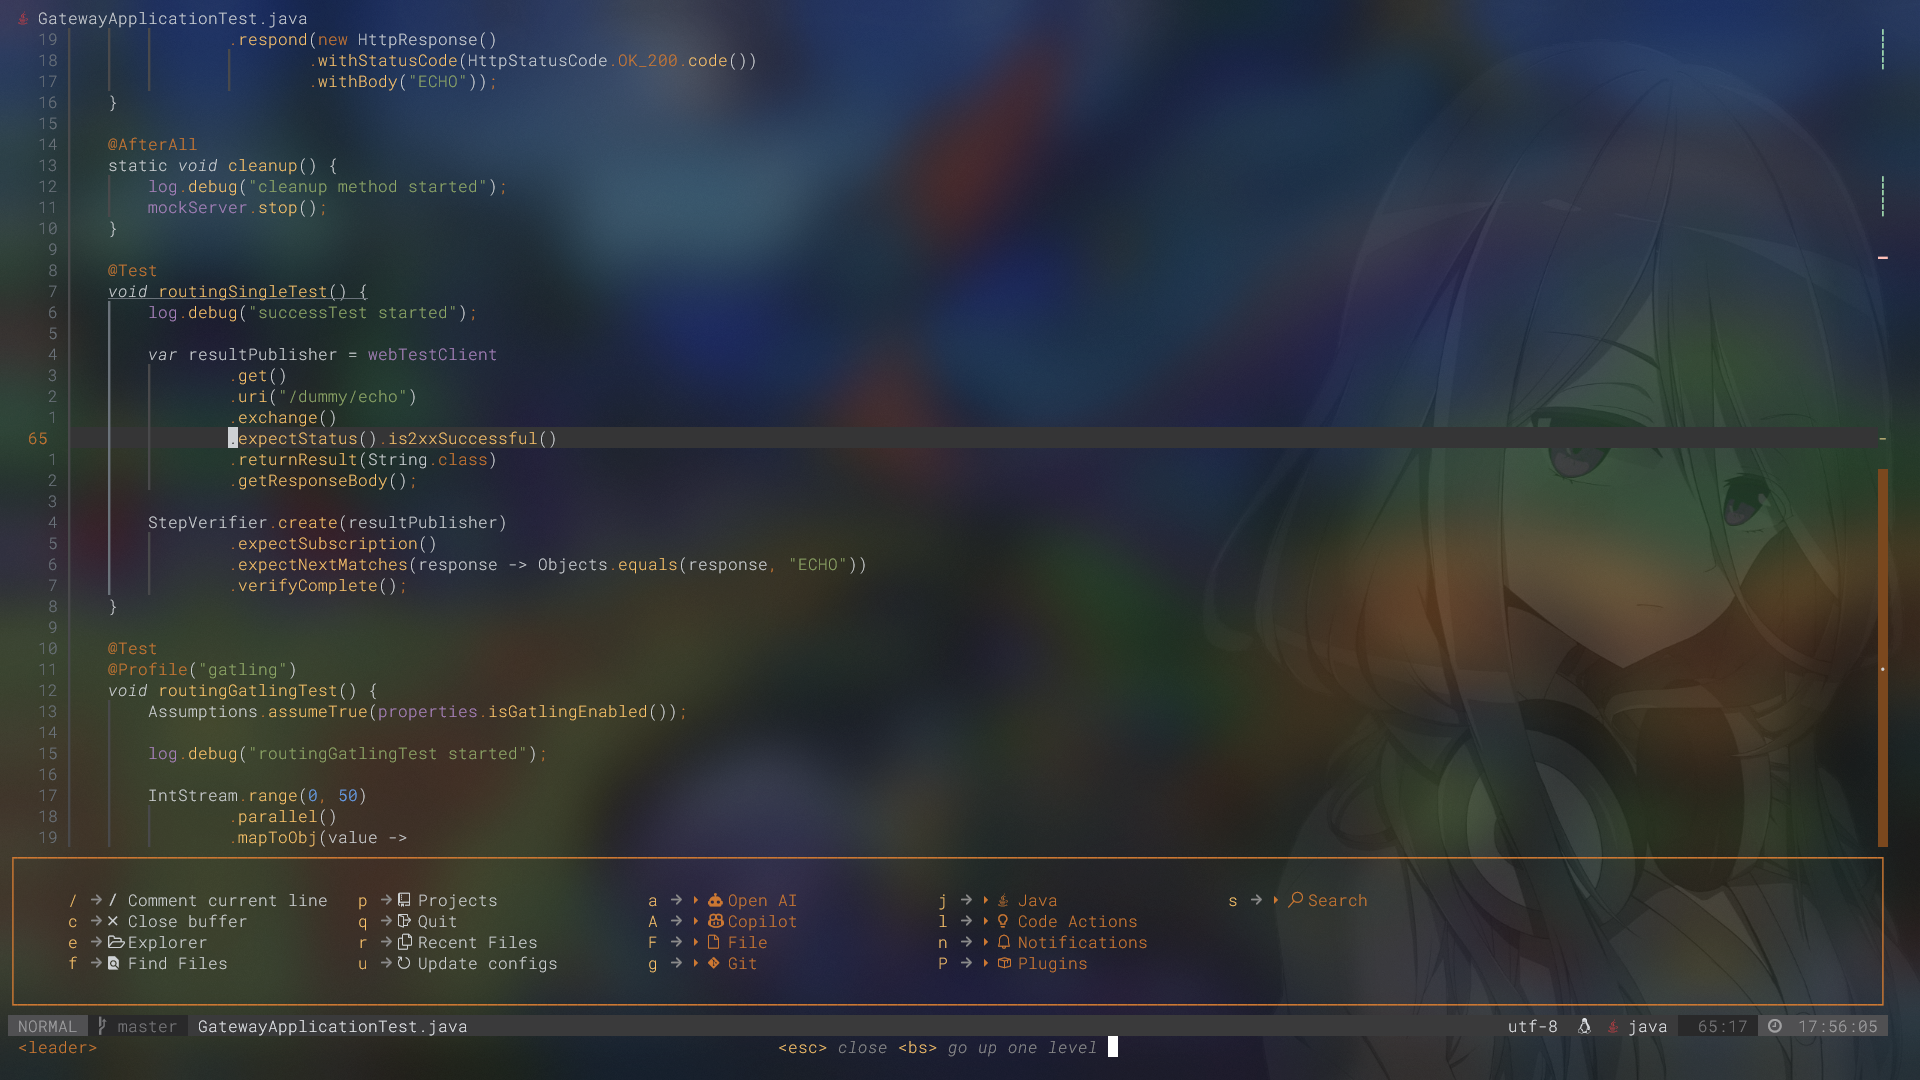 GatewayApplicationTest.java
19 .respond(new HttpResponse()
18 .withStatusCode(HttpStatusCode.OK_200.code())
17 .withBody("ECHO"));
16 }
15
14 @AfterAll
13 static void cleanup() {
12 log.debug("cleanup method started");
11 mockServer.stop();
10 }
9
8 @Test
7 void routingSingleTest() {
6 log.debug("successTest started");
5
4 var resultPublisher = webTestClient
3 .get()
2 .uri("/dummy/echo")
1 .exchange()
65 .expectStatus().is2xxSuccessful()
1 .returnResult(String.class)
2 .getResponseBody();
3
4 StepVerifier.create(resultPublisher)
5 .expectSubscription()
6 .expectNextMatches(response -> Objects.equals(response, "ECHO"))
7 .verifyComplete();
8 }
9
10 @Test
11 @Profile("gatling")
12 void routingGatlingTest() {
13 Assumptions.assumeTrue(properties.isGatlingEnabled());
14
15 log.debug("routingGatlingTest started");
16
17 IntStream.range(0, 50)
18 .parallel()
19 .mapToObj(value ->
/ → / Comment current line p → Projects a → Open AI j → Java s → Search
c → Close buffer q → Quit A → Copilot l → Code Actions
e → Explorer r → Recent Files F → File n → Notifications
f → Find Files u → Update configs g → Git P → Plugins
NORMAL master GatewayApplicationTest.java utf-8 java 65:17 17:56:05
<leader> <esc> close <bs> go up one level